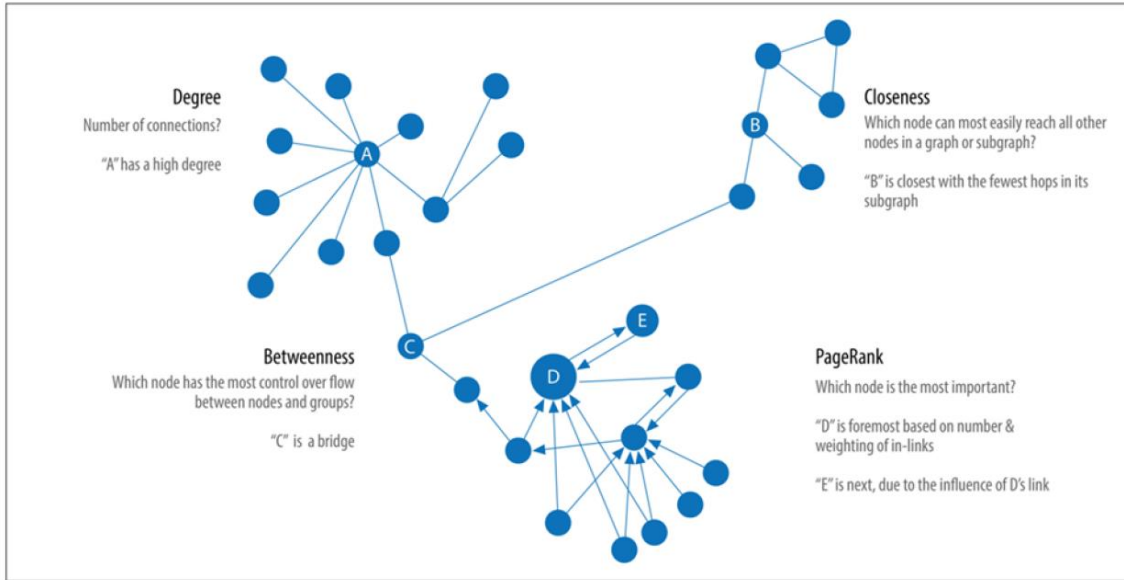 Degree
Number of connections?
“A” has a high degree
A
B
Closeness
Which node can most easily reach all other
nodes in a graph or subgraph?
“B” is closest with the fewest hops in its
subgraph
Betweenness
Which node has the most control over flow
between nodes and groups?
“C” is a bridge
C
E
D
PageRank
Which node is the most important?
“D” is foremost based on number &
weighting of in-links
“E” is next, due to the influence of D’s link